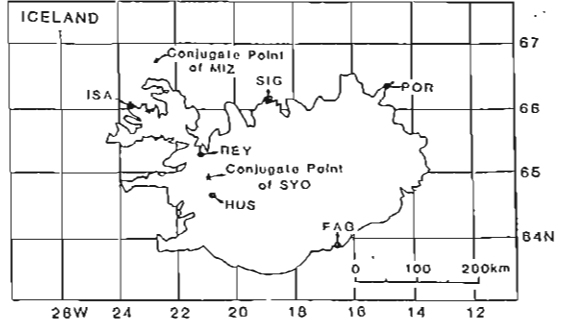 ICELAND
67
Conjugate Point
of MIZ
SIG
ISA
POR
66
REY
Conjugate Point
of SYO
65
HUS
FAG
64N
0 100 200km
26W 24 22 20 18 16 14 12